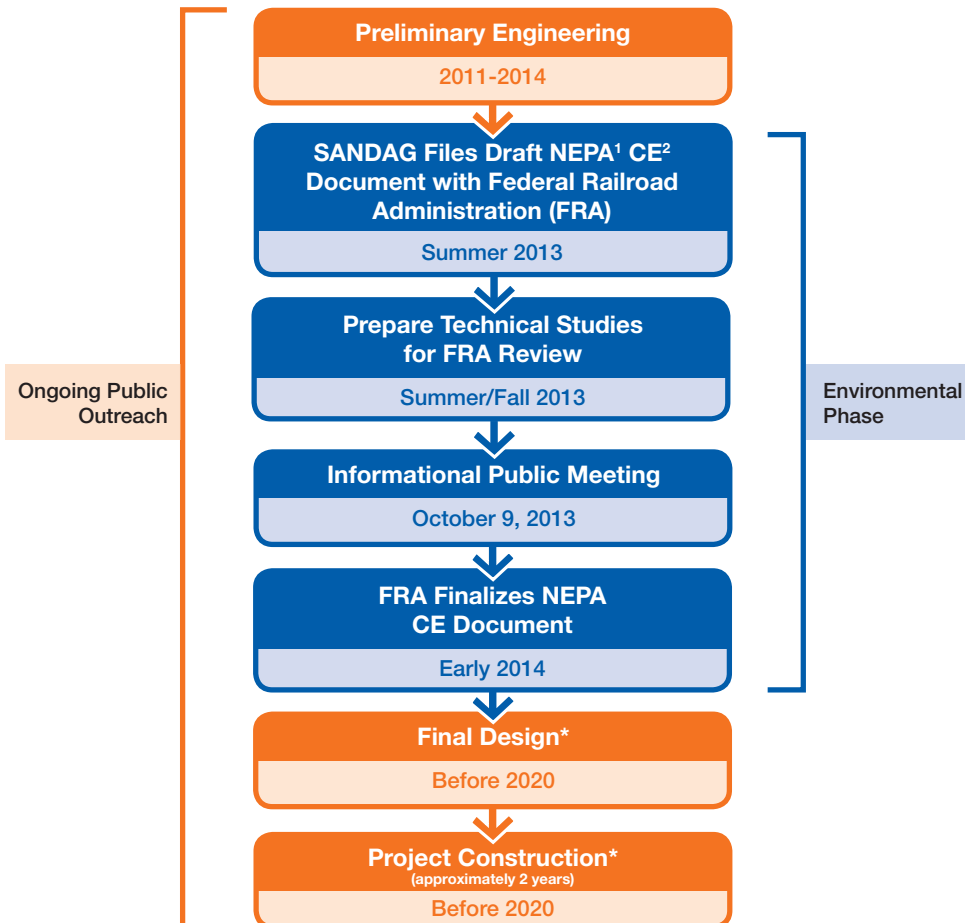 Preliminary Engineering
2011-2014
SANDAG Files Draft NEPA¹ CE²
Document with Federal Railroad
Administration (FRA)
Summer 2013
Prepare Technical Studies
for FRA Review
Summer/Fall 2013
Ongoing Public
Outreach
Environmental
Phase
Informational Public Meeting
October 9, 2013
FRA Finalizes NEPA
CE Document
Early 2014
Final Design*
Before 2020
Project Construction*
(approximately 2 years)
Before 2020